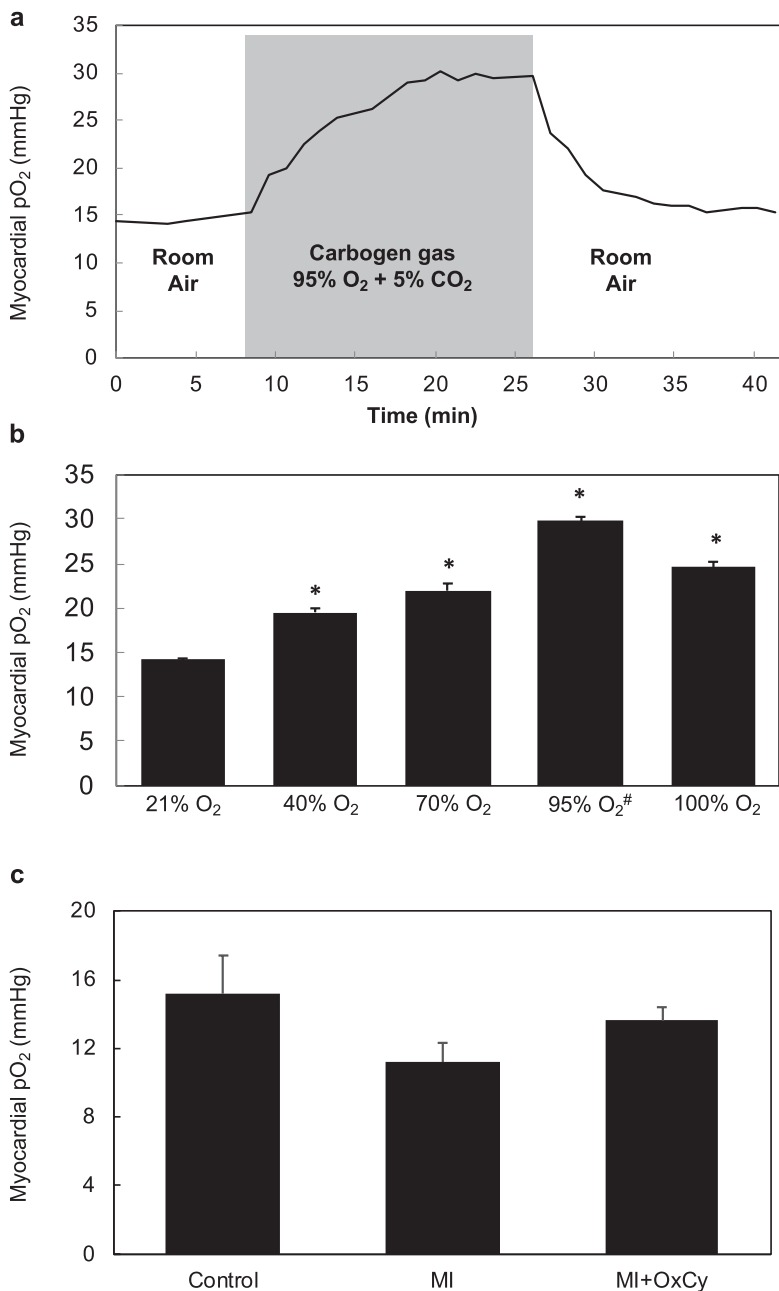 a
Myocardial pO₂ (mmHg)
35
30
25
20
15
10
5
0
Room
Air
Carbogen gas
95% O₂ + 5% CO₂
Room
Air
0 5 10 15 20 25 30 35 40
Time (min)
b
Myocardial pO₂ (mmHg)
35
30
25
20
15
10
5
0
* * * *
21% O₂ 40% O₂ 70% O₂ 95% O₂# 100% O₂
c
Myocardial pO₂ (mmHg)
20
16
12
8
4
0
Control MI MI+OxCy